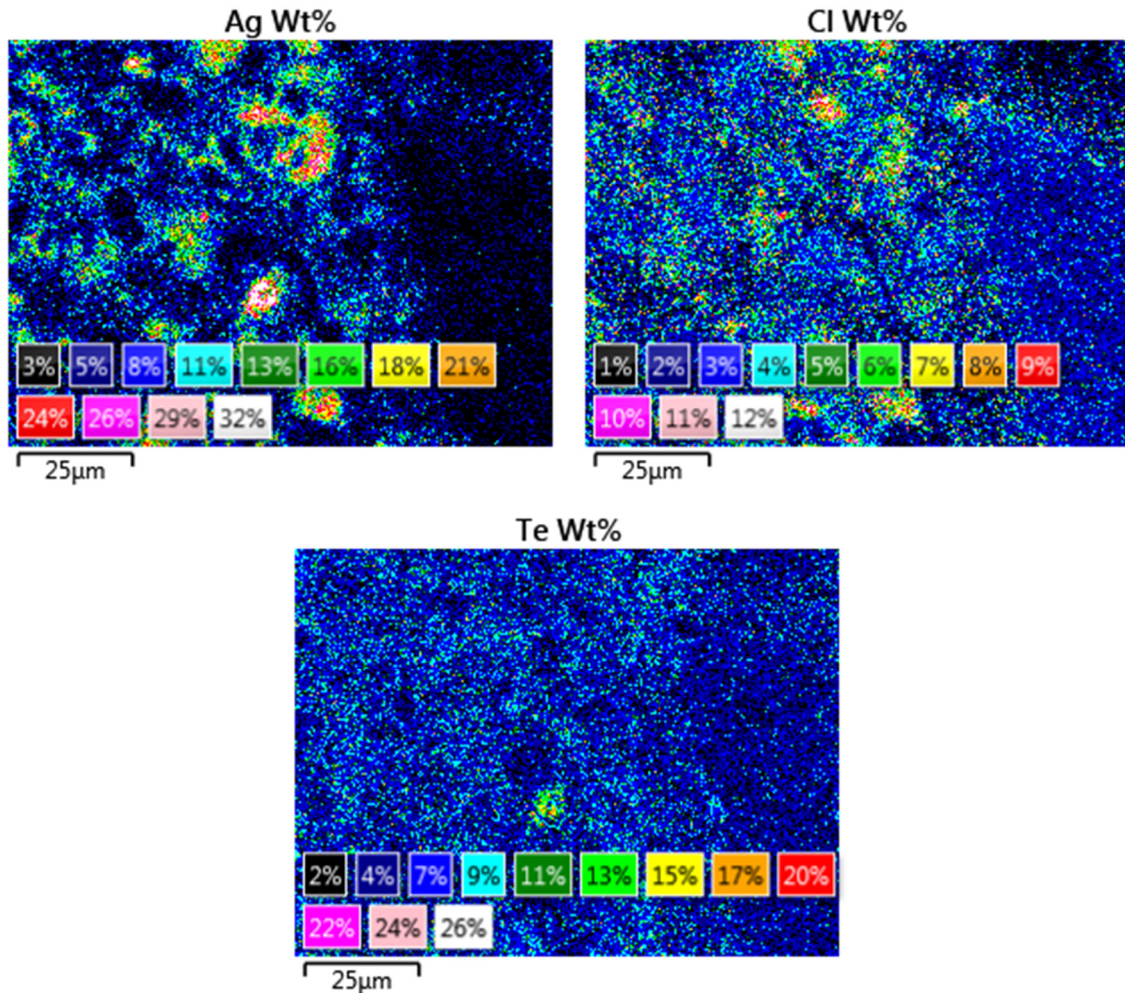 Ag Wt%
3% 5% 8% 11% 13% 16% 18% 21%
24% 26% 29% 32%
25µm
Cl Wt%
1% 2% 3% 4% 5% 6% 7% 8% 9%
10% 11% 12%
25µm
Te Wt%
2% 4% 7% 9% 11% 13% 15% 17% 20%
22% 24% 26%
25µm